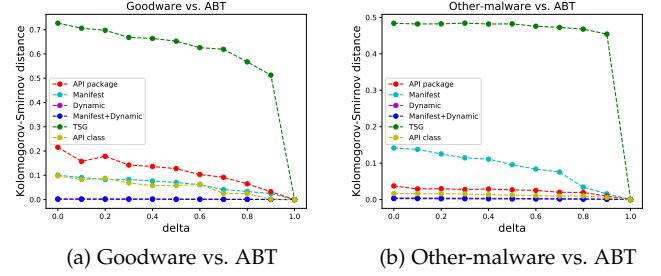 Goodware vs. ABT
Kolomogorov-Smirnov distance
0.7
0.6
0.5
0.4
0.3
0.2
0.1
0.0
API package
Manifest
Dynamic
Manifest+Dynamic
TSG
API class
0.0 0.2 0.4 0.6 0.8 1.0
delta
(a) Goodware vs. ABT
Other-malware vs. ABT
Kolomogorov-Smirnov distance
0.5
0.4
0.3
0.2
0.1
0.0
API package
Manifest
Dynamic
Manifest+Dynamic
TSG
API class
0.0 0.2 0.4 0.6 0.8 1.0
delta
(b) Other-malware vs. ABT